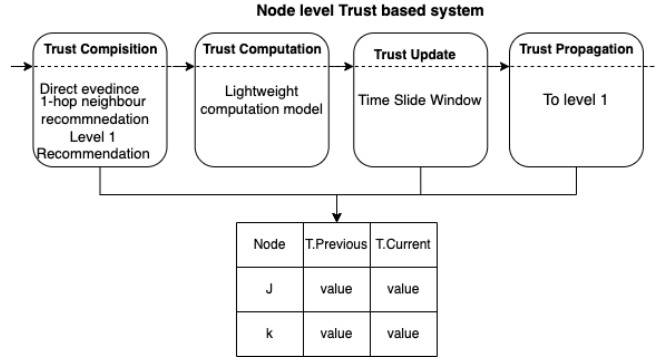 Node level Trust based system
Trust Compisition
Direct evedince
1-hop neighbour
recommnedation
Level 1
Recommendation
Trust Computation
Lightweight
computation model
Trust Update
Time Slide Window
Trust Propagation
To level 1
Node T.Previous T.Current
J value value
k value value